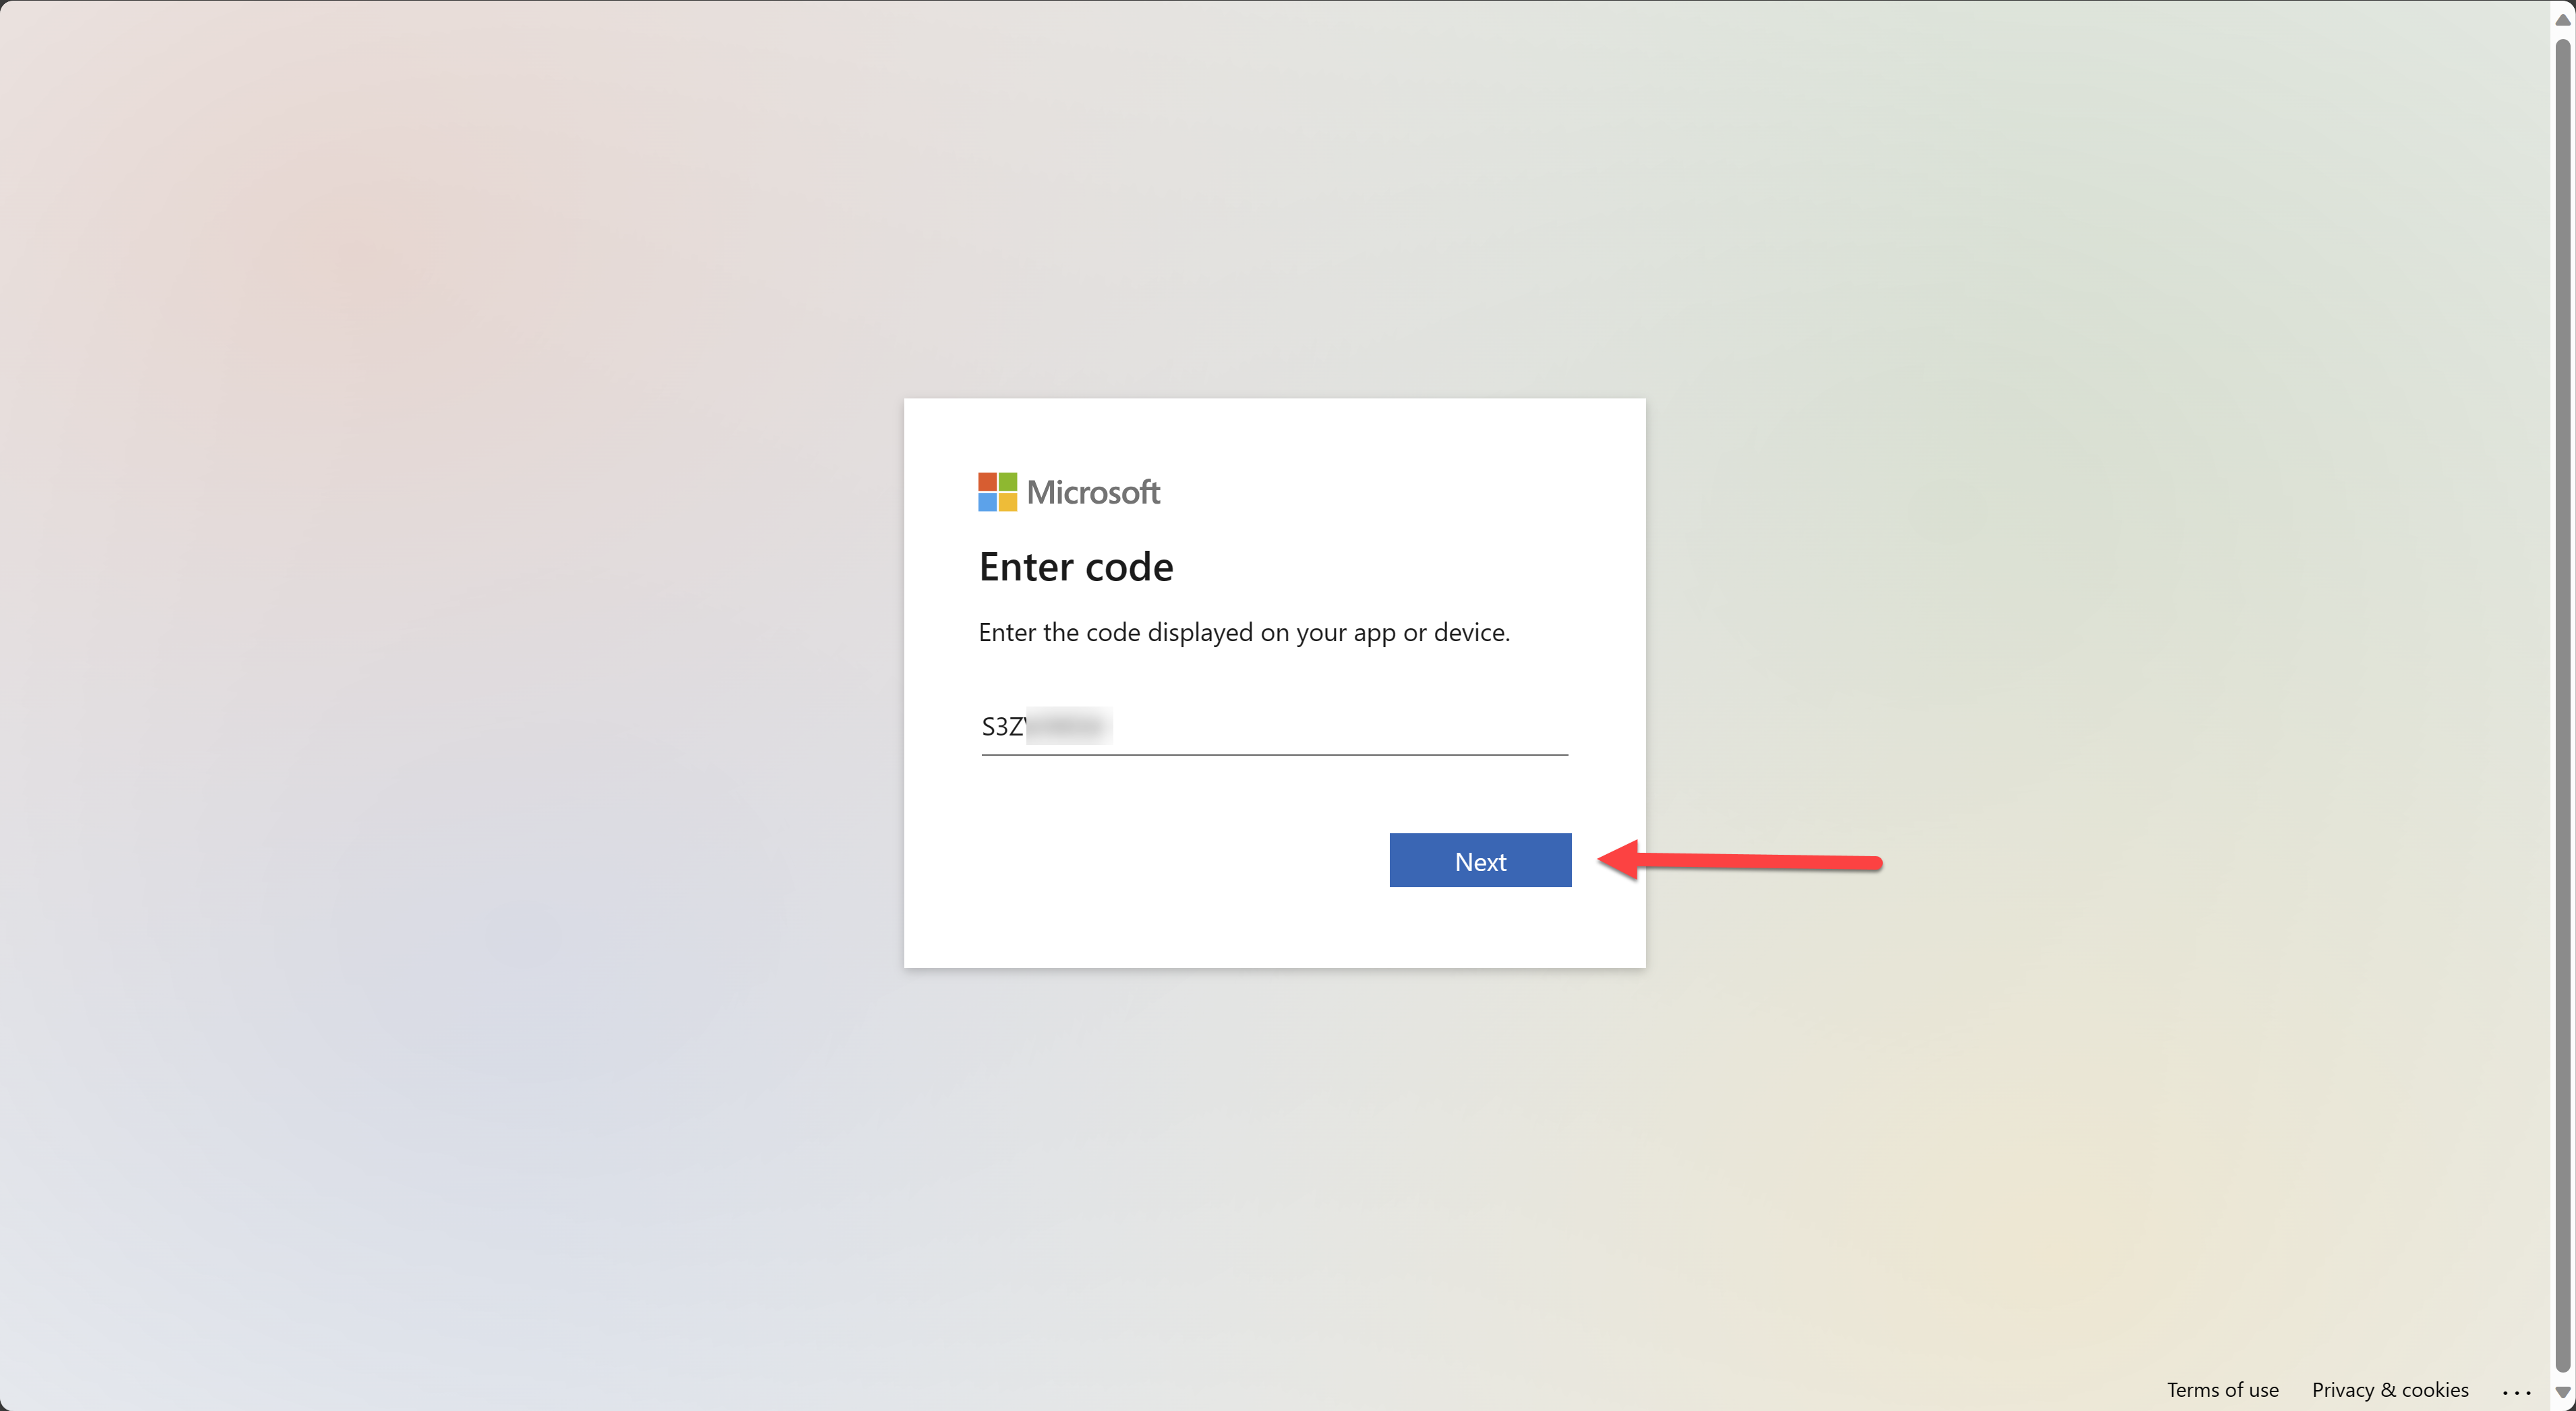 Microsoft
Enter code
Enter the code displayed on your app or device.
S3Z
Next
Terms of use Privacy & cookies ...